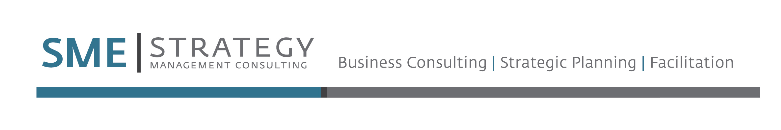 SME | STRATEGY
MANAGEMENT CONSULTING
Business Consulting | Strategic Planning | Facilitation